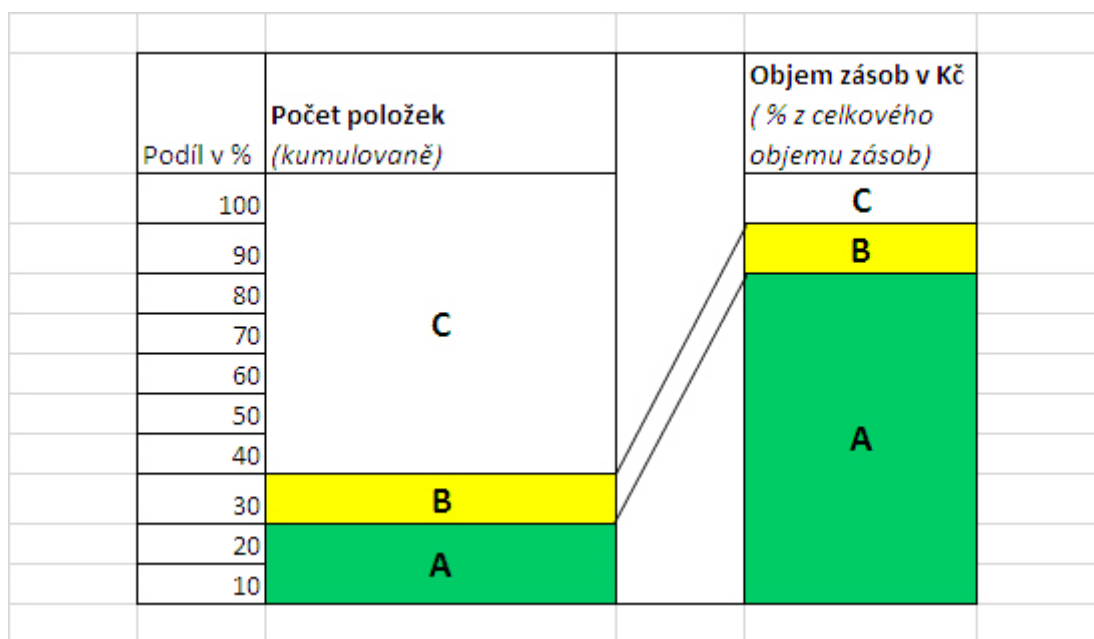 Podíl v %
Počet položek
(kumulovaně)
Objem zásob v Kč
( % z celkového
objemu zásob)
100
C
90
B
80
70
C
60
50
40
A
30
B
20
A
10